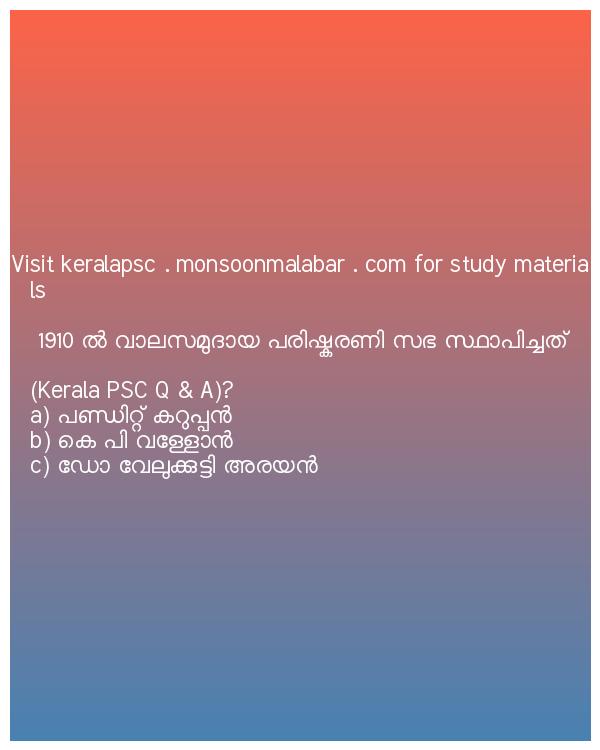 Visit keralapsc . monsoonmalabar . com for study materia
ls
1910 ൽ വാലസമുദായ പരിഷ്കരണി സഭ സ്ഥാപിച്ചത്
(Kerala PSC Q & A)?
a) പണ്ഡിറ്റ് കറുപ്പൻ
b) കെ പി വള്ളോൻ
c) ഡോ വേലുക്കുട്ടി അരയൻ